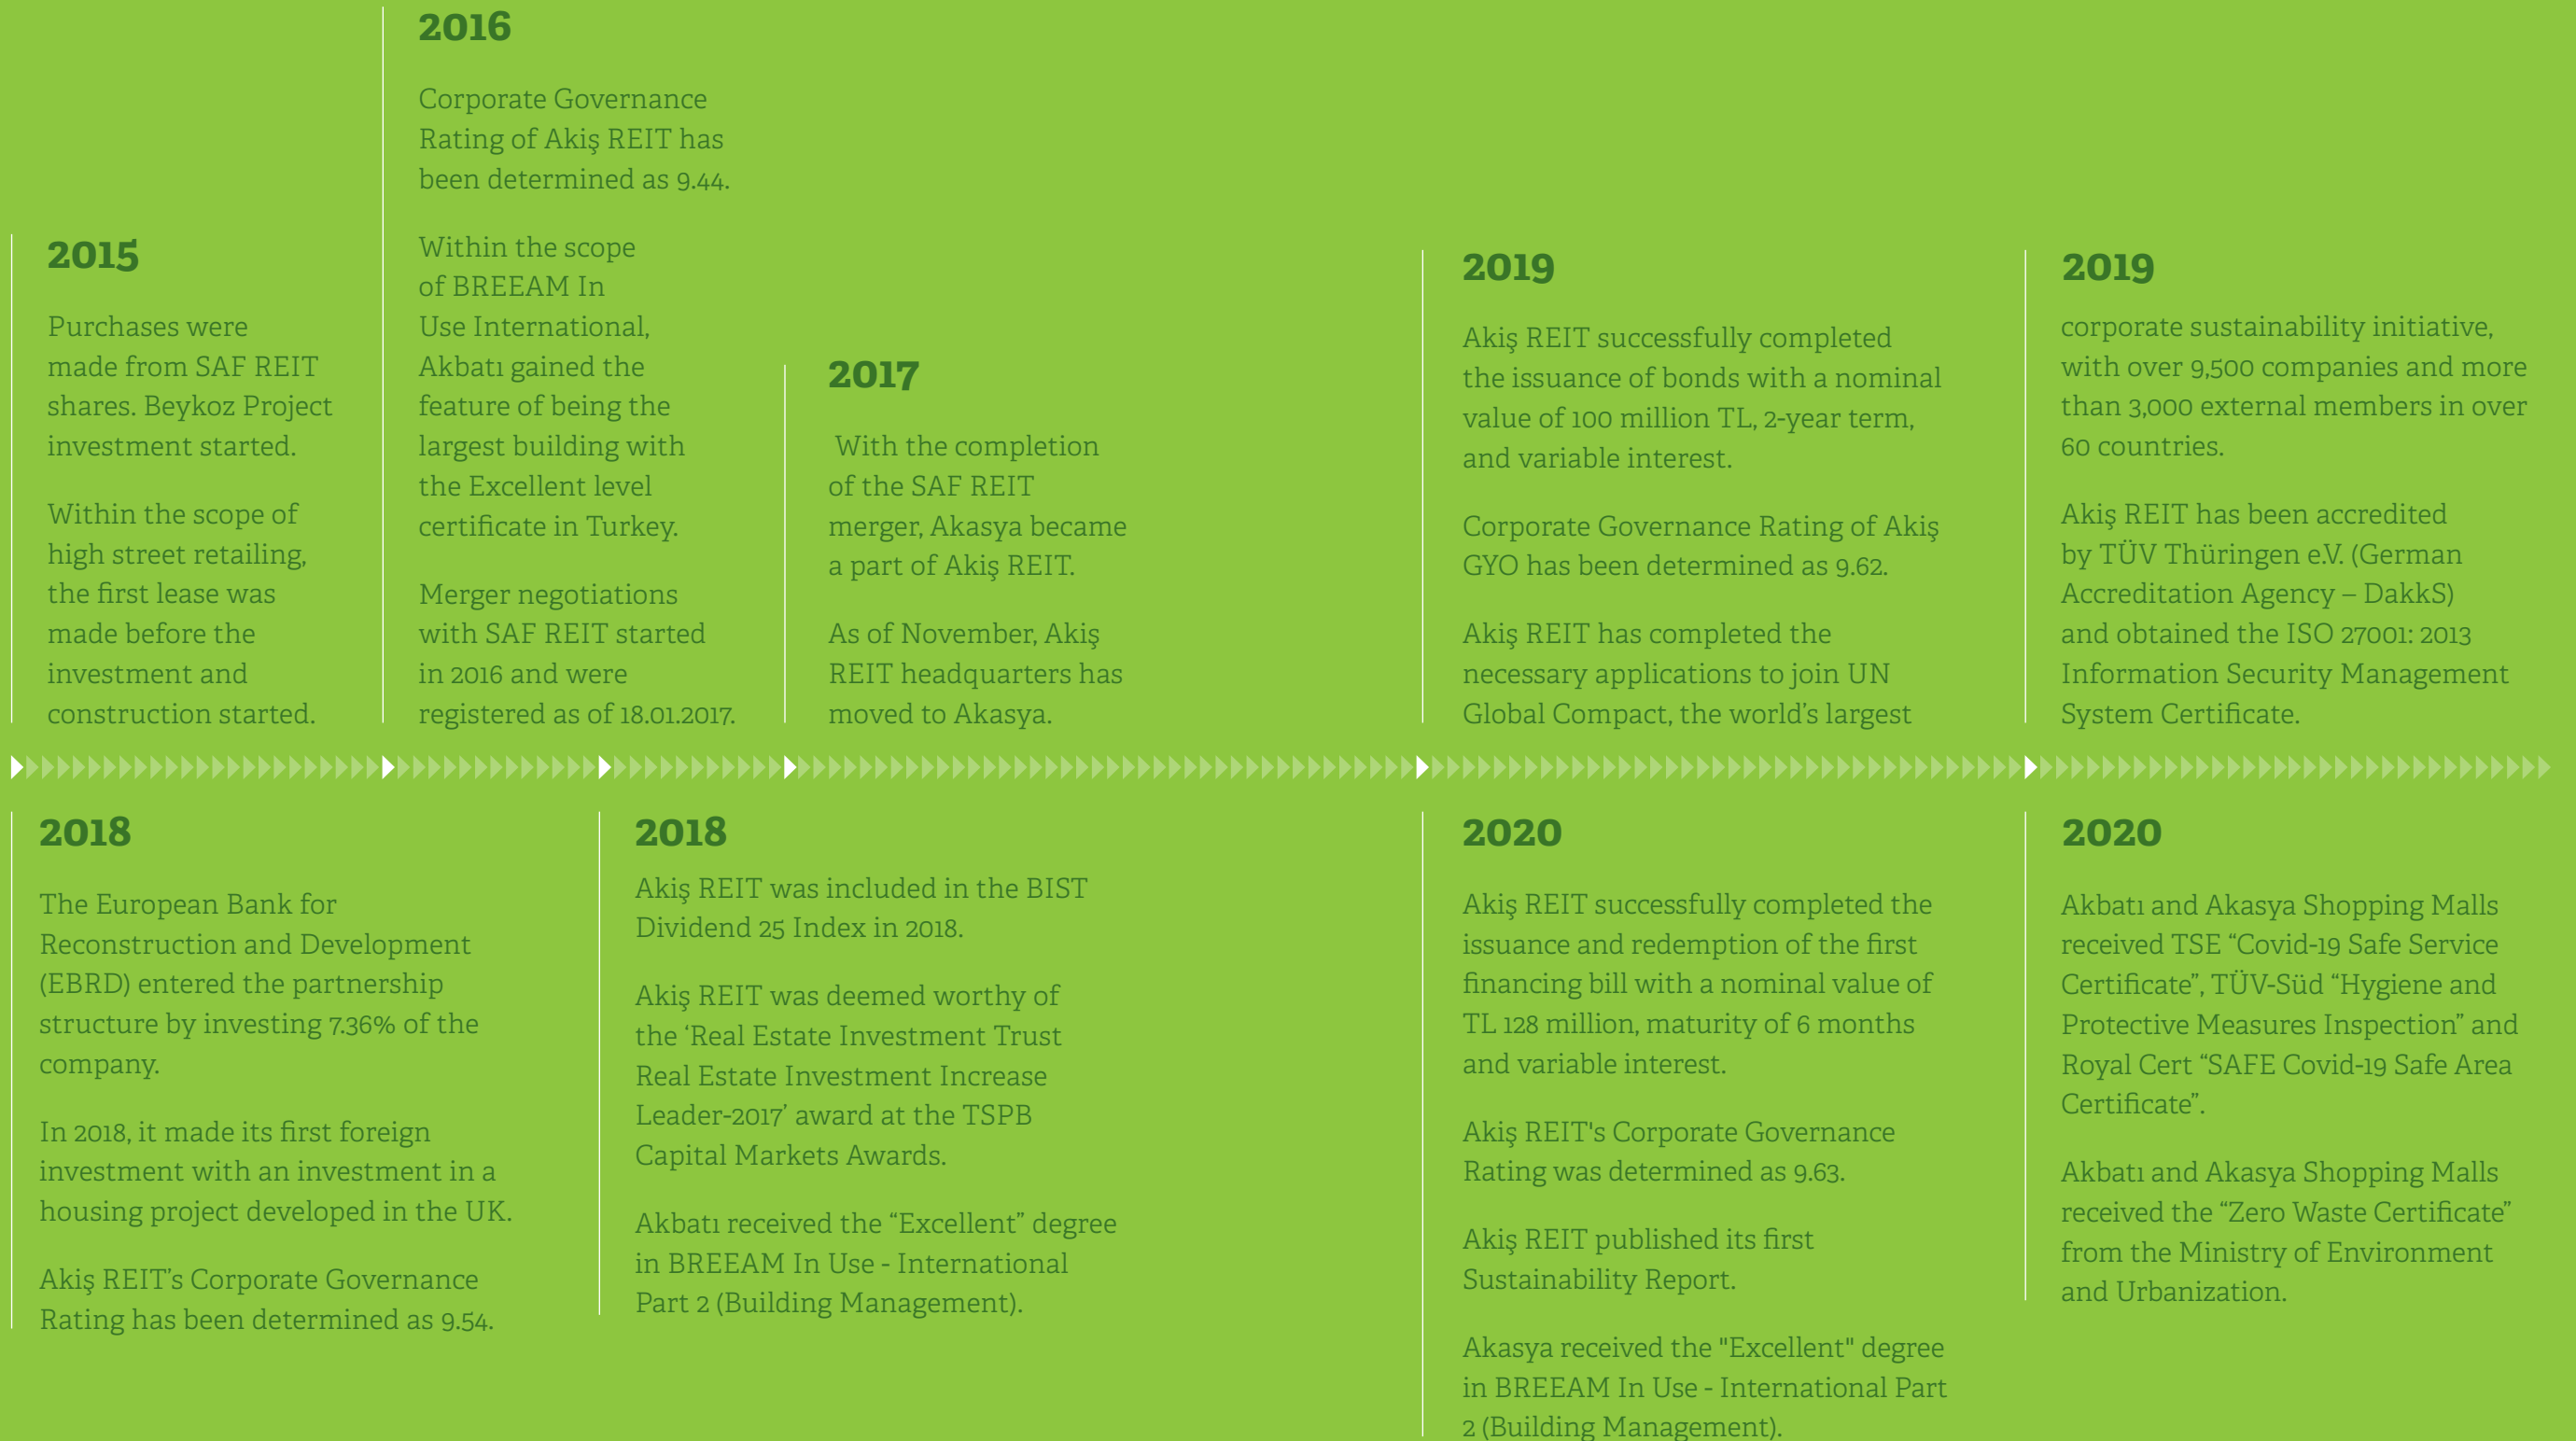 2015
Purchases were
made from SAF REIT
shares. Beykoz Project
investment started.
Within the scope of
high street retailing,
the first lease was
made before the
investment and
construction started.
2016
Corporate Governance
Rating of Akiş REIT has
been determined as 9.44.
Within the scope
of BREEAM In
Use International,
Akbatı gained the
feature of being the
largest building with
the Excellent level
certificate in Turkey.
Merger negotiations
with SAF REIT started
in 2016 and were
registered as of 18.01.2017.
2017
With the completion
of the SAF REIT
merger, Akasya became
a part of Akiş REIT.
As of November, Akiş
REIT headquarters has
moved to Akasya.
2018
The European Bank for
Reconstruction and Development
(EBRD) entered the partnership
structure by investing 7.36% of the
company.
In 2018, it made its first foreign
investment with an investment in a
housing project developed in the UK.
Akiş REIT’s Corporate Governance
Rating has been determined as 9.54.
2018
Akiş REIT was included in the BIST
Dividend 25 Index in 2018.
Akiş REIT was deemed worthy of
the ‘Real Estate Investment Trust
Real Estate Investment Increase
Leader-2017’ award at the TSPB
Capital Markets Awards.
Akbatı received the “Excellent” degree
in BREEAM In Use - International
Part 2 (Building Management).
2019
Akiş REIT successfully completed
the issuance of bonds with a nominal
value of 100 million TL, 2-year term,
and variable interest.
Corporate Governance Rating of Akiş
GYO has been determined as 9.62.
Akiş REIT has completed the
necessary applications to join UN
Global Compact, the world’s largest
2019
corporate sustainability initiative,
with over 9,500 companies and more
than 3,000 external members in over
60 countries.
Akiş REIT has been accredited
by TÜV Thüringen e.V. (German
Accreditation Agency – DakkS)
and obtained the ISO 27001: 2013
Information Security Management
System Certificate.
2020
Akiş REIT successfully completed the
issuance and redemption of the first
financing bill with a nominal value of
TL 128 million, maturity of 6 months
and variable interest.
Akiş REIT's Corporate Governance
Rating was determined as 9.63.
Akiş REIT published its first
Sustainability Report.
Akasya received the "Excellent" degree
in BREEAM In Use - International Part
2 (Building Management).
2020
Akbatı and Akasya Shopping Malls
received TSE “Covid-19 Safe Service
Certificate”, TÜV-Süd “Hygiene and
Protective Measures Inspection” and
Royal Cert “SAFE Covid-19 Safe Area
Certificate”.
Akbatı and Akasya Shopping Malls
received the “Zero Waste Certificate”
from the Ministry of Environment
and Urbanization.